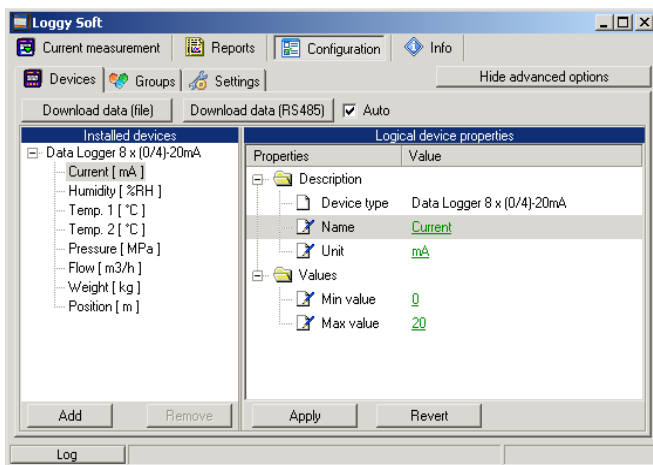 Loggy Soft
Current measurement Reports Configuration Info
Devices Groups Settings Hide advanced options
Download data (file) Download data (RS485) Auto
Installed devices Logical device properties
Data Logger 8 x (0/4)-20mA Properties Value
Current [ mA ] Description
Humidity [ %RH ] Device type Data Logger 8 x (0/4)-20mA
Temp. 1 [ °C ] Name Current
Temp. 2 [ °C ] Unit mA
Pressure [ MPa ] Values
Flow [ m3/h ] Min value 0
Weight [ kg ] Max value 20
Position [ m ]
Add Remove Apply Revert
Log